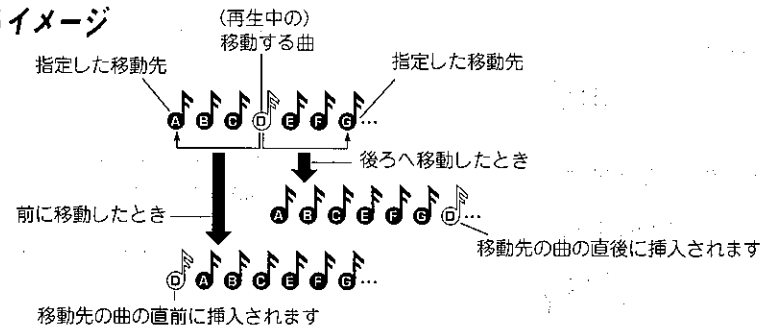 イメージ
(再生中の)
移動する曲
指定した移動先
指定した移動先
A B C D E F G…
後ろへ移動したとき
A B C E F G D…
前に移動したとき
移動先の曲の直後に挿入されます
D A B C E F G…
移動先の曲の直前に挿入されます